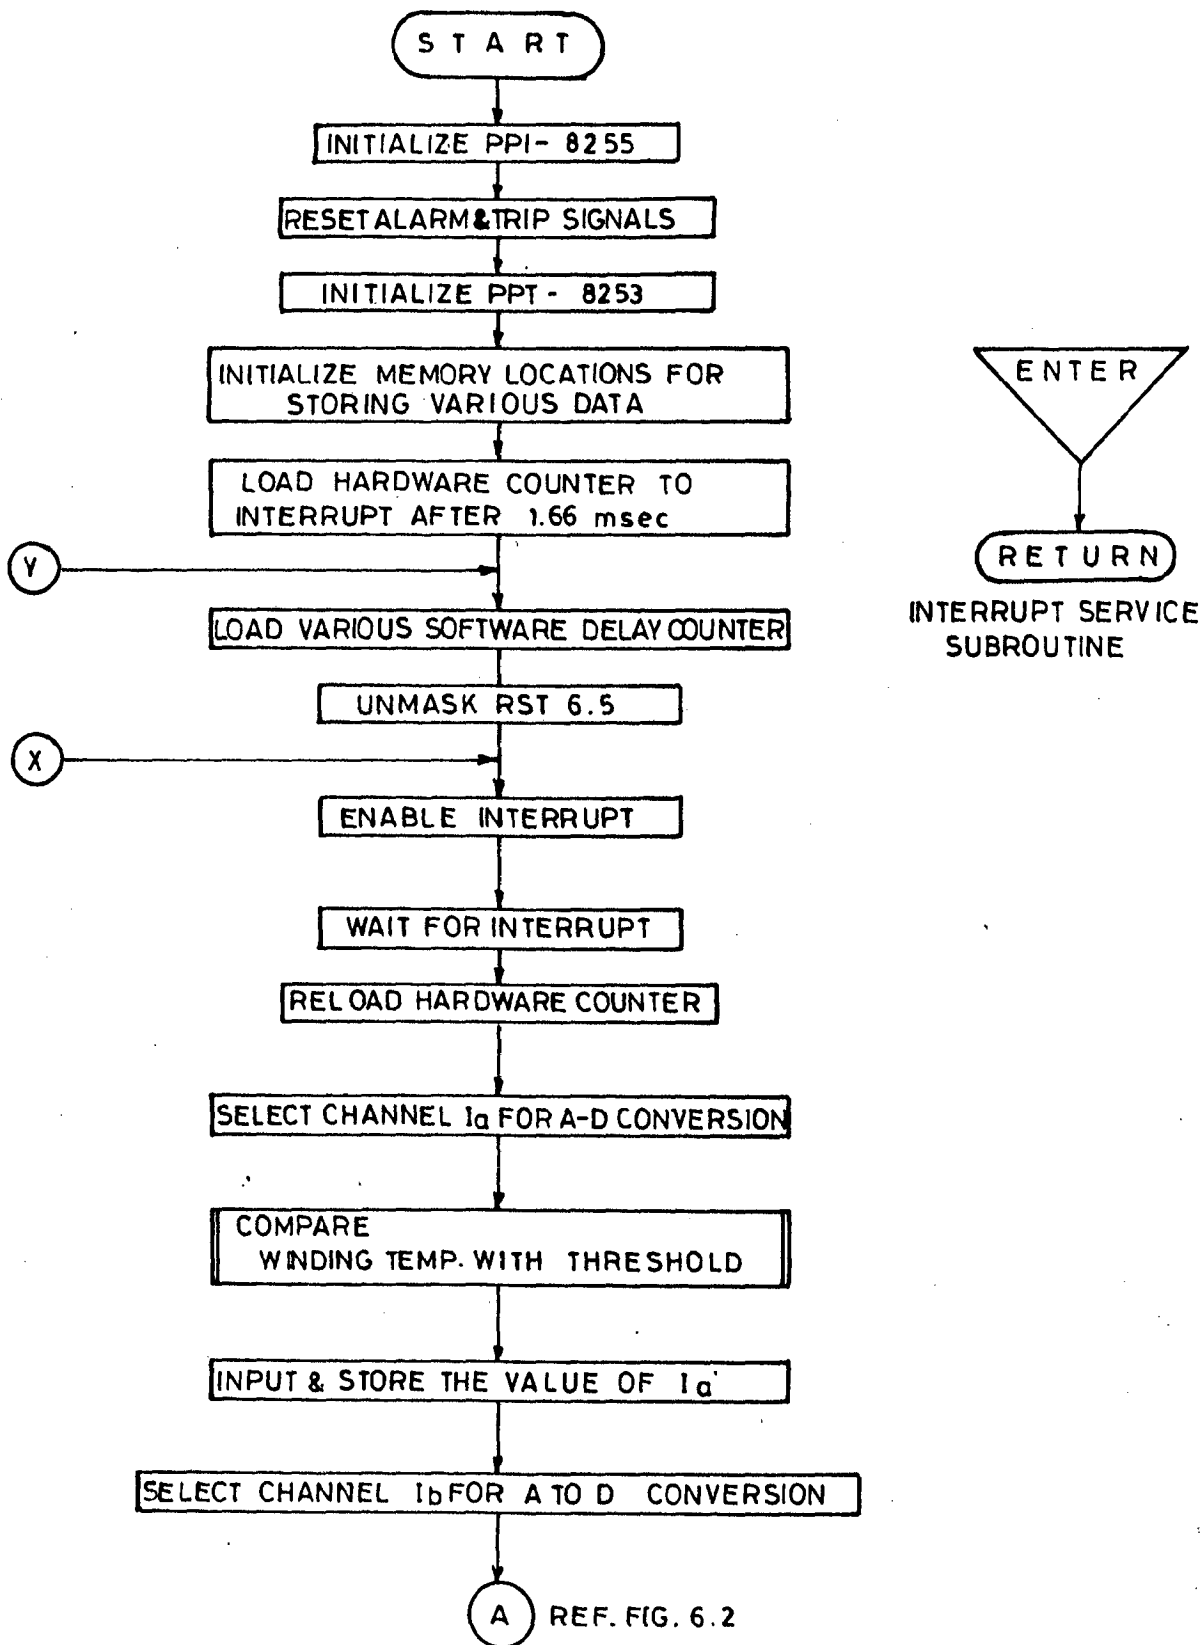 START
INITIALIZE PPI- 8255
RESET ALARM & TRIP SIGNALS
INITIALIZE PPT - 8253
INITIALIZE MEMORY LOCATIONS FOR
STORING VARIOUS DATA
LOAD HARDWARE COUNTER TO
INTERRUPT AFTER 1.66 msec
Y
LOAD VARIOUS SOFTWARE DELAY COUNTER
UNMASK RST 6.5
X
ENABLE INTERRUPT
WAIT FOR INTERRUPT
RELOAD HARDWARE COUNTER
SELECT CHANNEL Ia FOR A-D CONVERSION
COMPARE
WINDING TEMP. WITH THRESHOLD
INPUT & STORE THE VALUE OF Ia
SELECT CHANNEL Ib FOR A TO D CONVERSION
A REF. FIG. 6.2
ENTER
RETURN
INTERRUPT SERVICE
SUBROUTINE